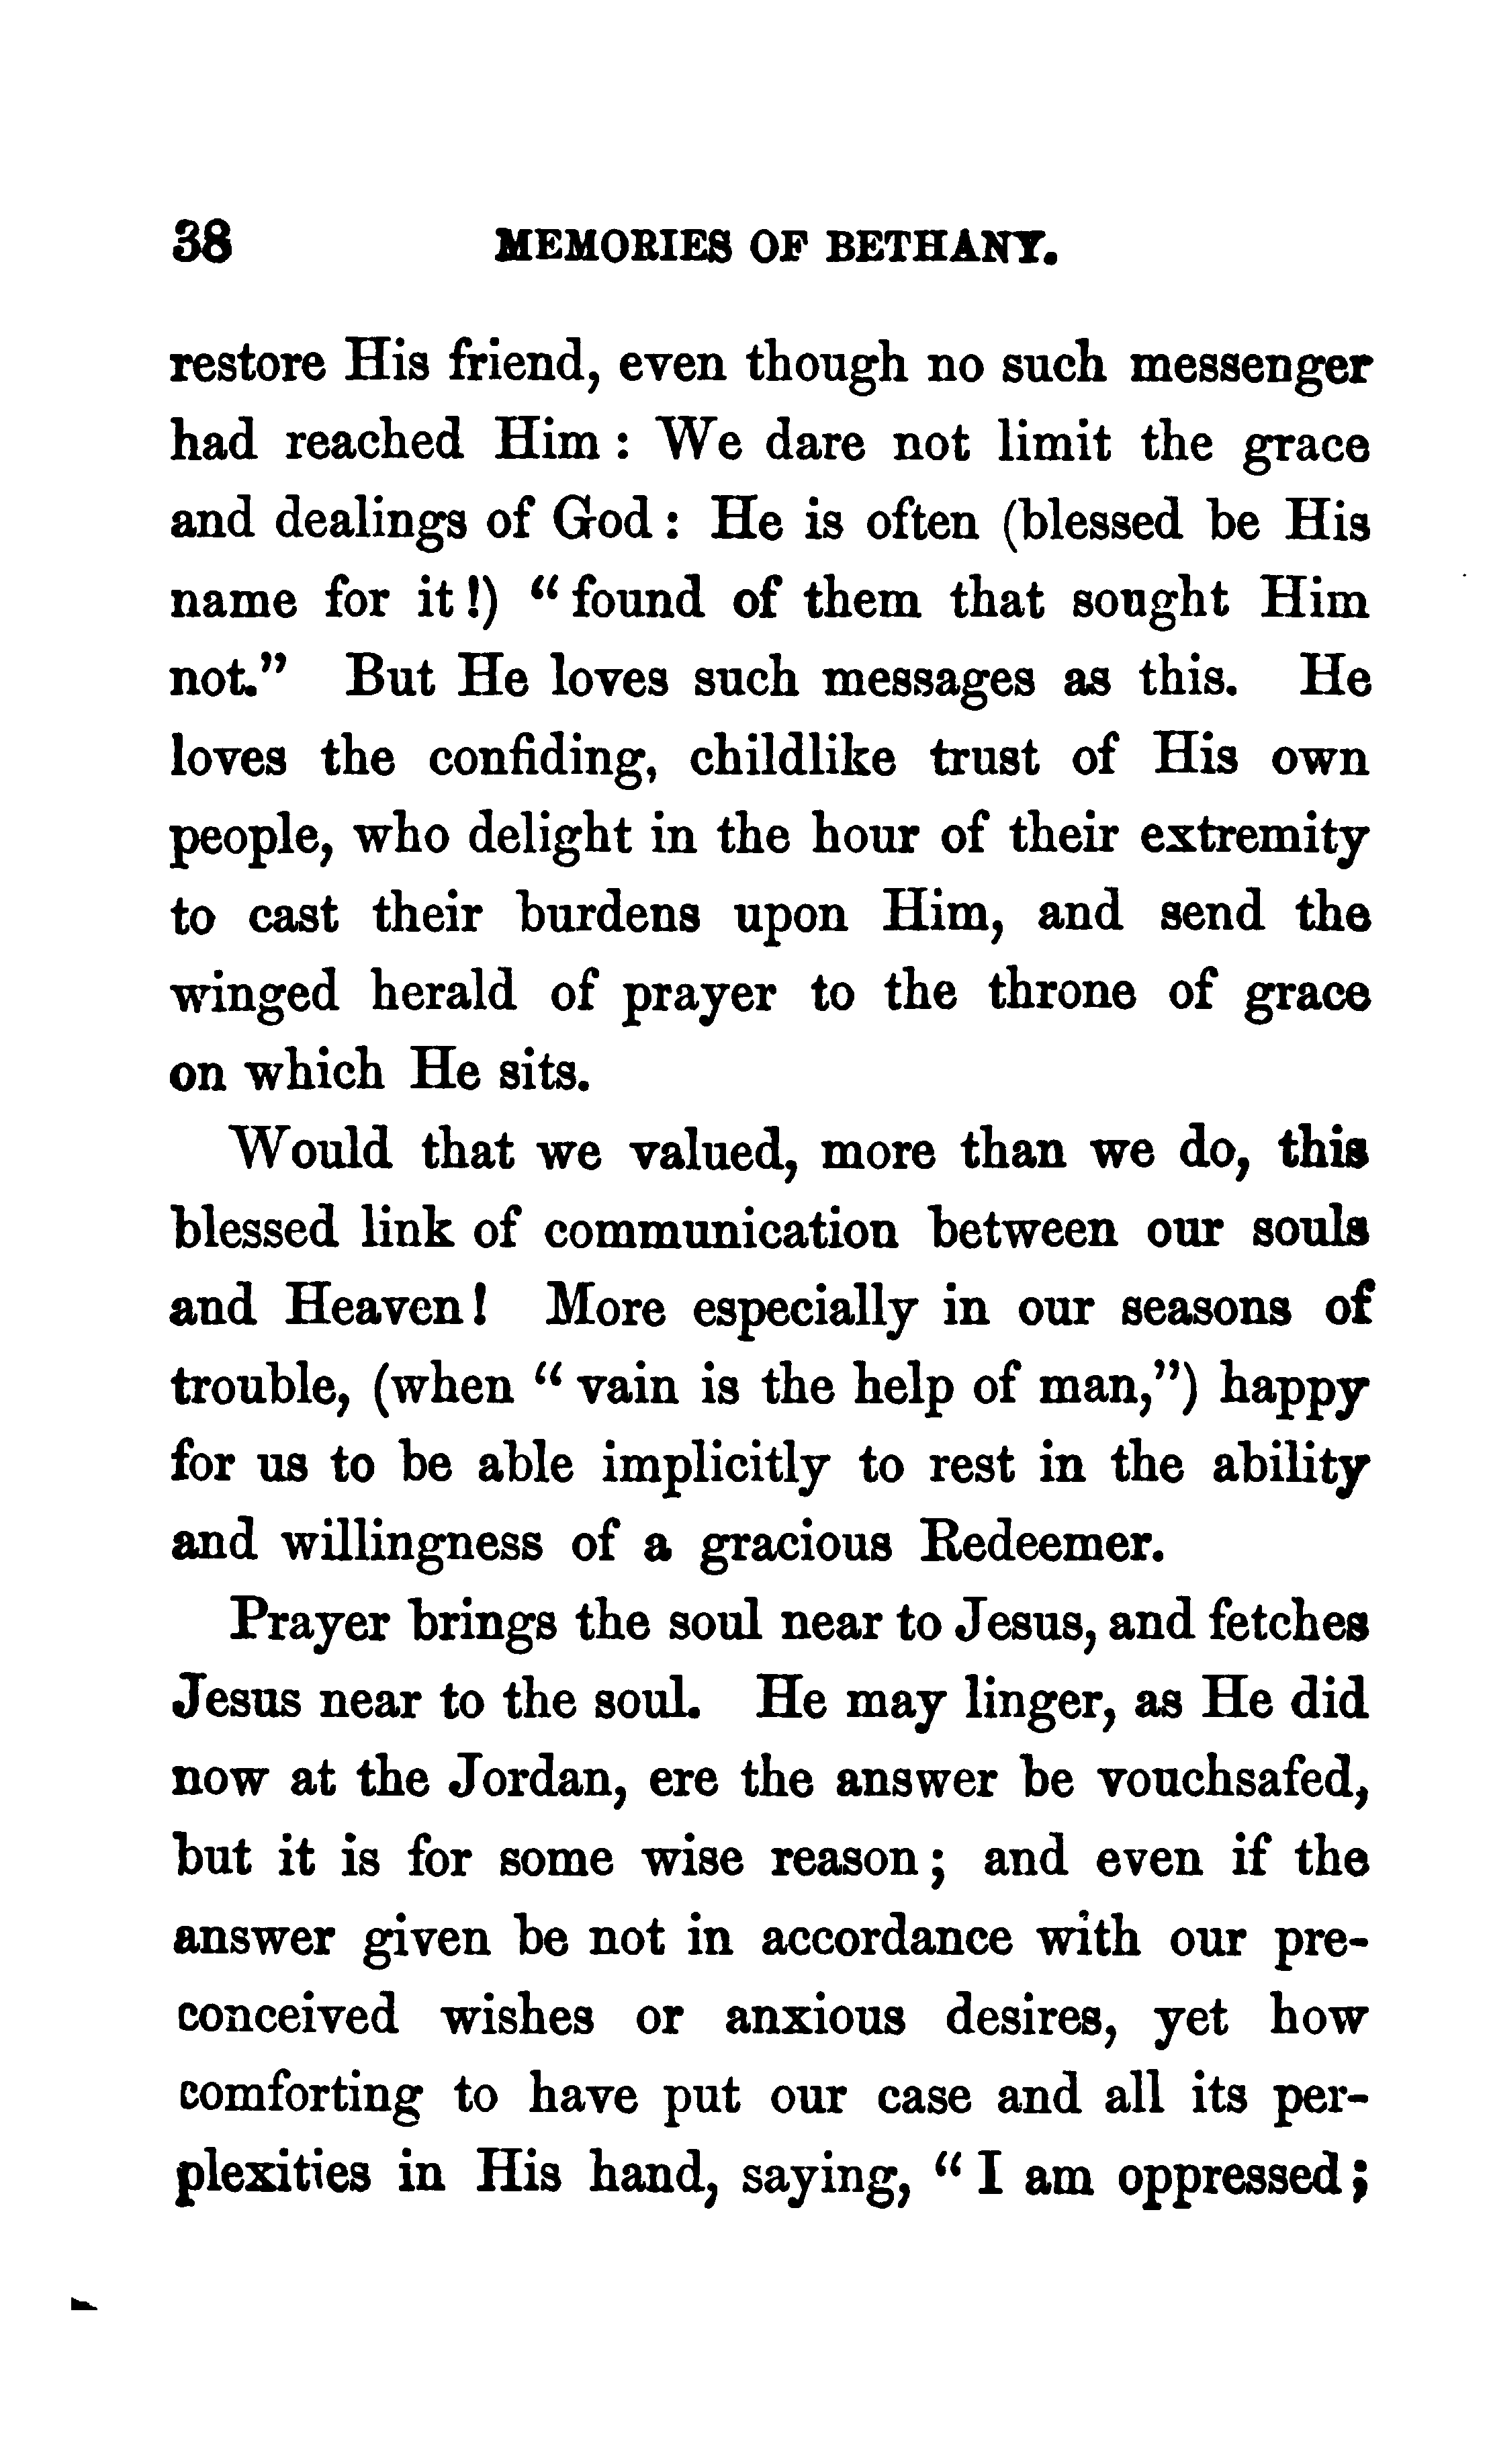 38 MEMORIES OF BETHANY.
restore His friend, even though no such messenger
had reached Him : We dare not limit the grace
and dealings of God : He is often (blessed be His
name for it !) “ found of them that sought Him
not.” But He loves such messages as this. He
loves the confiding, childlike trust of His own
people, who delight in the hour of their extremity
to cast their burdens upon Him, and send the
winged herald of prayer to the throne of grace
on which He sits.
Would that we valued, more than we do, this
blessed link of communication between our souls
and Heaven ! More especially in our seasons of
trouble, (when “ vain is the help of man,”) happy
for us to be able implicitly to rest in the ability
and willingness of a gracious Redeemer.
Prayer brings the soul near to Jesus, and fetches
Jesus near to the soul. He may linger, as He did
now at the Jordan, ere the answer be vouchsafed,
but it is for some wise reason ; and even if the
answer given be not in accordance with our pre-
conceived wishes or anxious desires, yet how
comforting to have put our case and all its per-
plexities in His hand, saying, “ I am oppressed ;